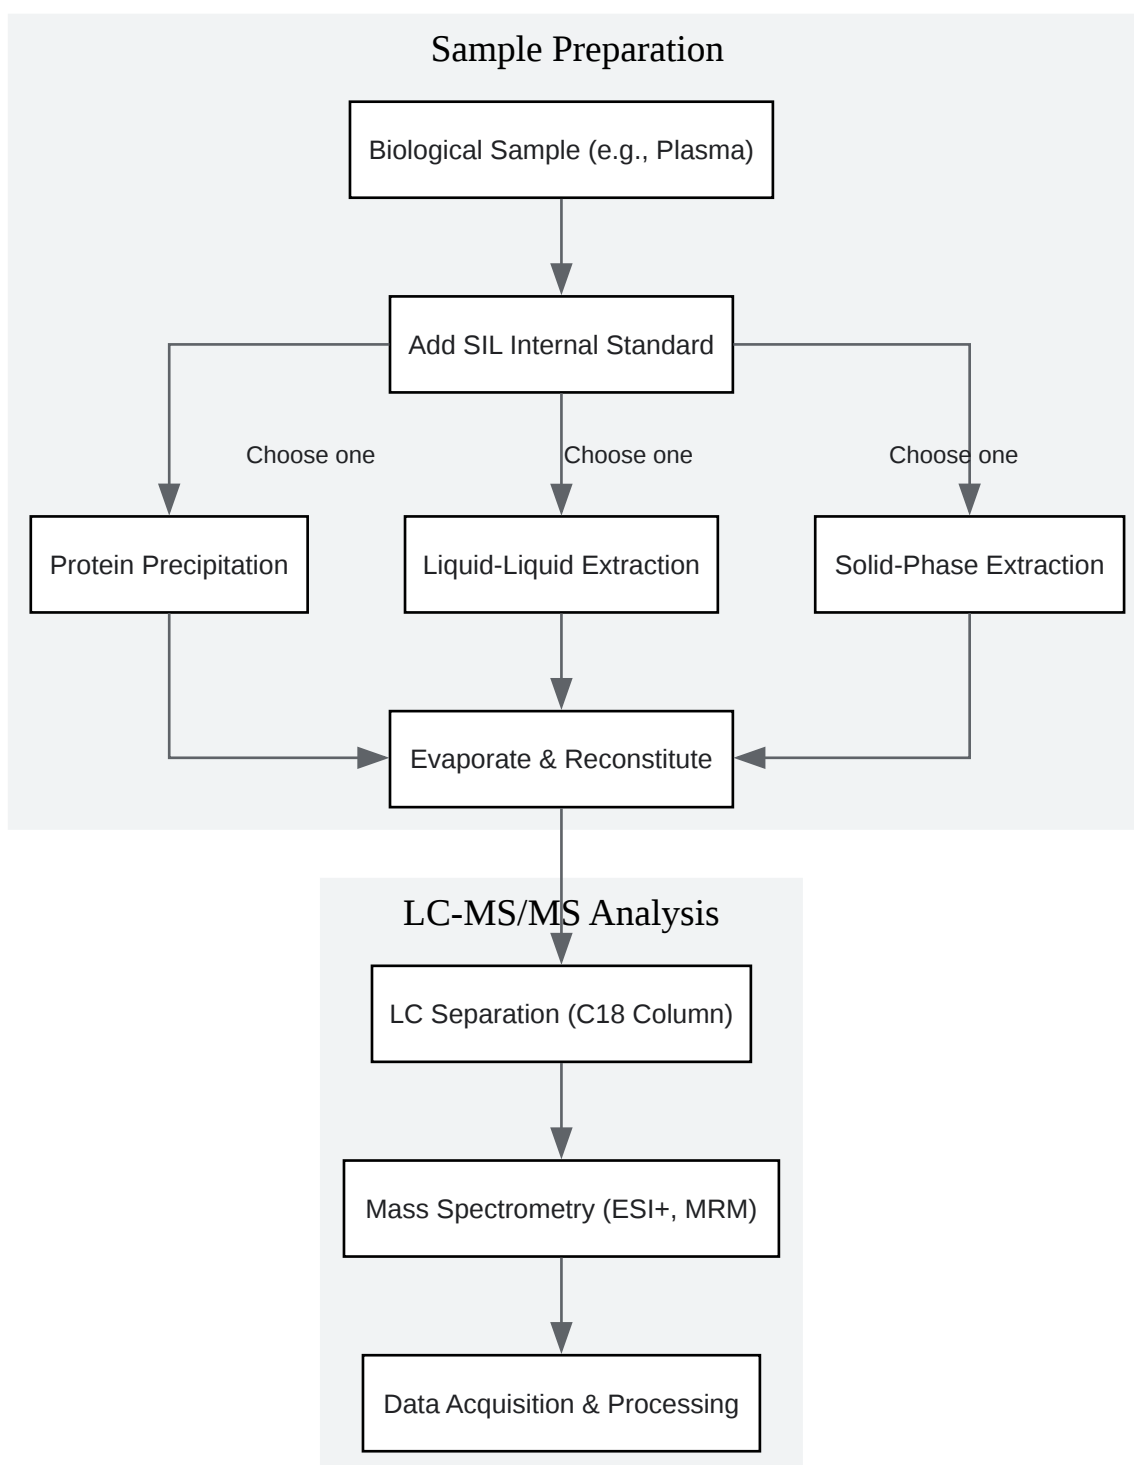 Sample Preparation
Biological Sample (e.g., Plasma)
Add SIL Internal Standard
Choose one
Choose one
Choose one
Protein Precipitation
Liquid-Liquid Extraction
Solid-Phase Extraction
Evaporate & Reconstitute
LC-MS/MS Analysis
LC Separation (C18 Column)
Mass Spectrometry (ESI+, MRM)
Data Acquisition & Processing